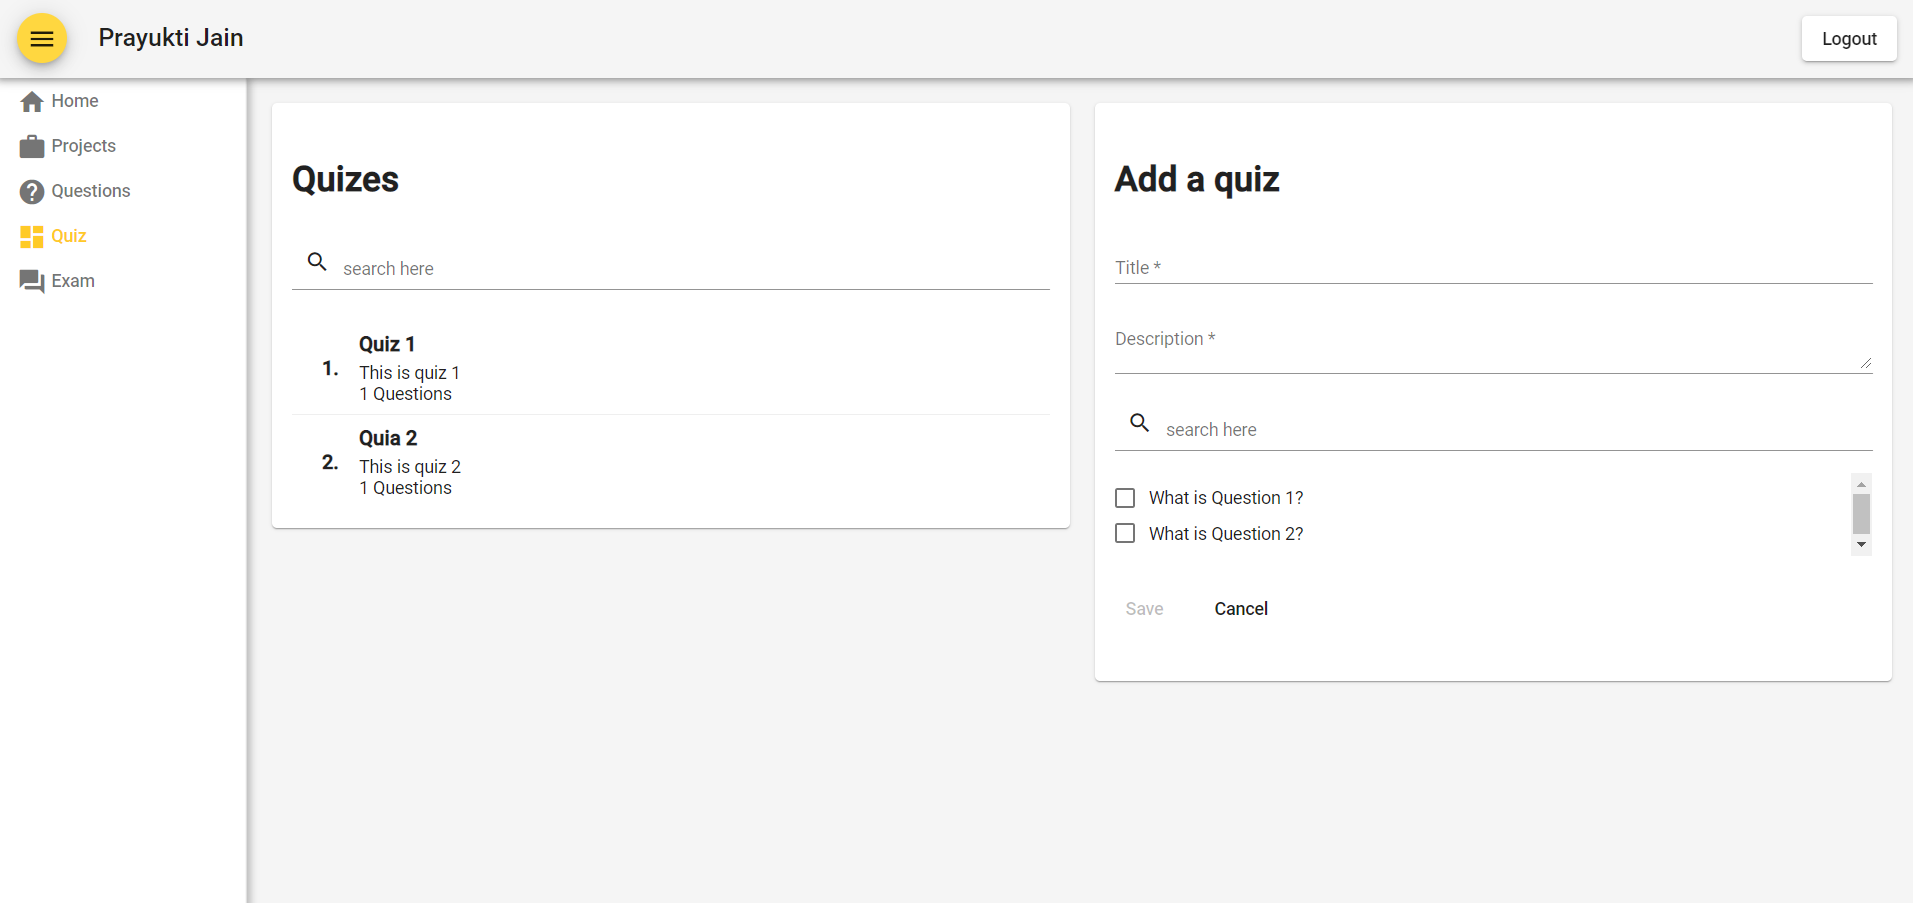 Prayukti Jain
Logout
Home
Projects
Questions
Quiz
Exam
Quizes
search here
1.
Quiz 1
This is quiz 1
1 Questions
2.
Quia 2
This is quiz 2
1 Questions
Add a quiz
Title *
Description *
search here
What is Question 1?
What is Question 2?
Save
Cancel